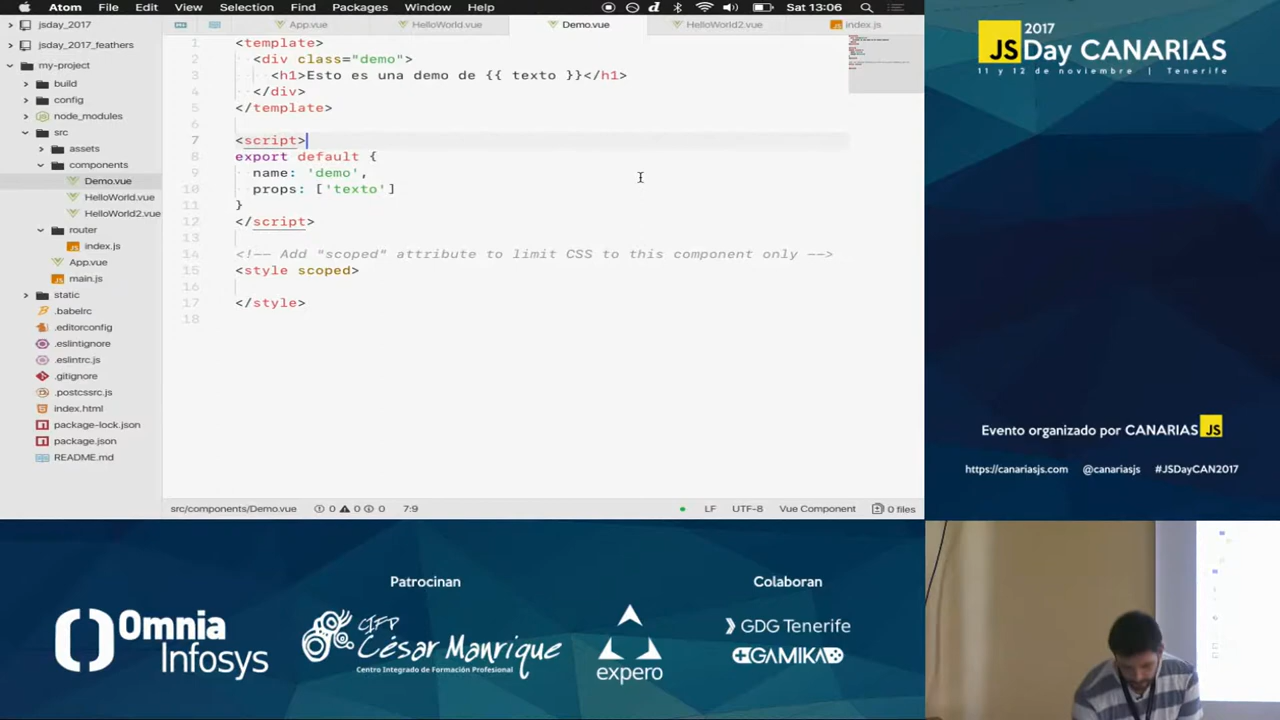 Atom File Edit View Selection Find Packages Window Help
Sat 13:06
jsday_2017
jsday_2017_feathers
my-project
build
config
node_modules
src
assets
components
Demo.vue
HelloWorld.vue
HelloWorld2.vue
router
index.js
App.vue
main.js
static
.babelrc
.editorconfig
.eslintignore
.eslintrc.js
.gitignore
.postcssrc.js
index.html
package-lock.json
package.json
README.md
App.vue HelloWorld.vue Demo.vue HelloWorld2.vue index.js
1 <template>
2 <div class="demo">
3 <h1>Esto es una demo de {{ texto }}</h1>
4 </div>
5 </template>
6
7 <script>
8 export default {
9 name: 'demo',
10 props: ['texto']
11 }
12 </script>
13
14 <!-- Add "scoped" attribute to limit CSS to this component only -->
15 <style scoped>
16
17 </style>
18
src/components/Demo.vue 0 0 0 7:9 LF UTF-8 Vue Component 0 files
2017
JSDay CANARIAS
11 y 12 de noviembre | Tenerife
Evento organizado por CANARIAS JS
https://canariasjs.com @canariasjs #JSDayCAN2017
Patrocinan
Omnia
Infosys
CIFP
César Manrique
Centro Integrado de Formación Profesional
expero
Colaboran
GDG Tenerife
GAMIKA